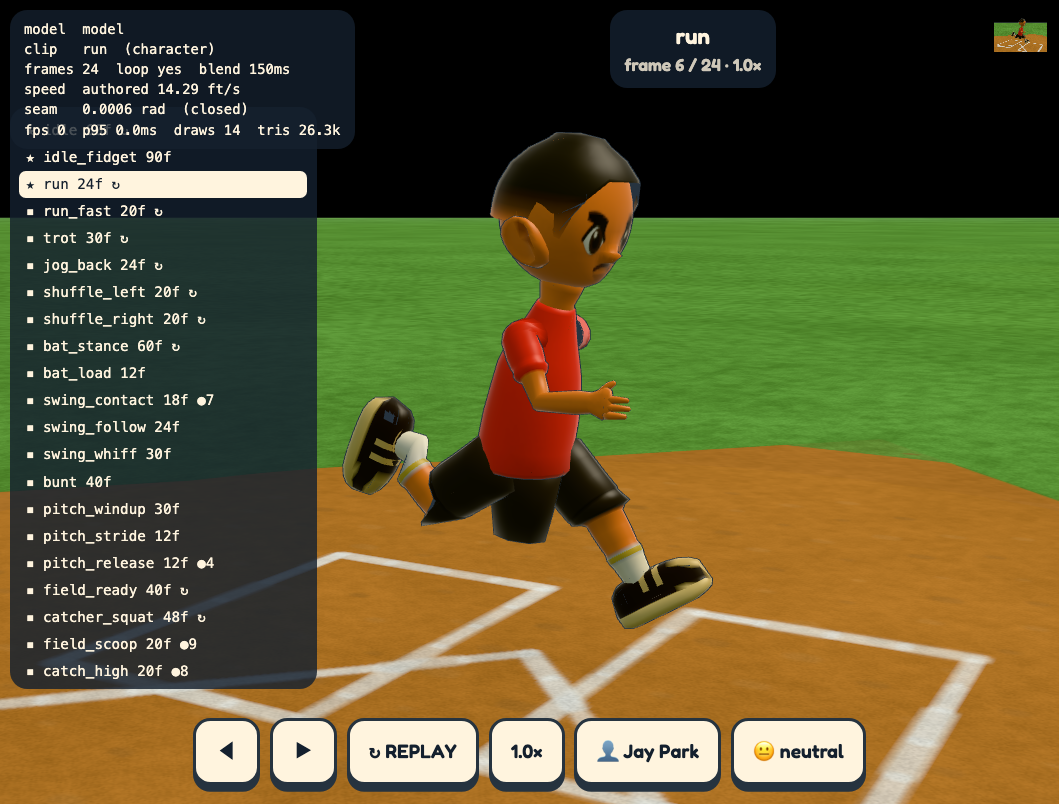 model model
clip run (character)
frames 24 loop yes blend 150ms
speed authored 14.29 ft/s
seam 0.0006 rad (closed)
fps 0 p95 0.0ms draws 14 tris 26.3k
★ idle_fidget 90f
★ run 24f ↻
▪ run_fast 20f ↻
▪ trot 30f ↻
▪ jog_back 24f ↻
▪ shuffle_left 20f ↻
▪ shuffle_right 20f ↻
▪ bat_stance 60f ↻
▪ bat_load 12f
▪ swing_contact 18f ●7
▪ swing_follow 24f
▪ swing_whiff 30f
▪ bunt 40f
▪ pitch_windup 30f
▪ pitch_stride 12f
▪ pitch_release 12f ●4
▪ field_ready 40f ↻
▪ catcher_squat 48f ↻
▪ field_scoop 20f ●9
▪ catch_high 20f ●8
run
frame 6 / 24 · 1.0×
◀ ▶ ↻ REPLAY 1.0× 👤 Jay Park 😐 neutral